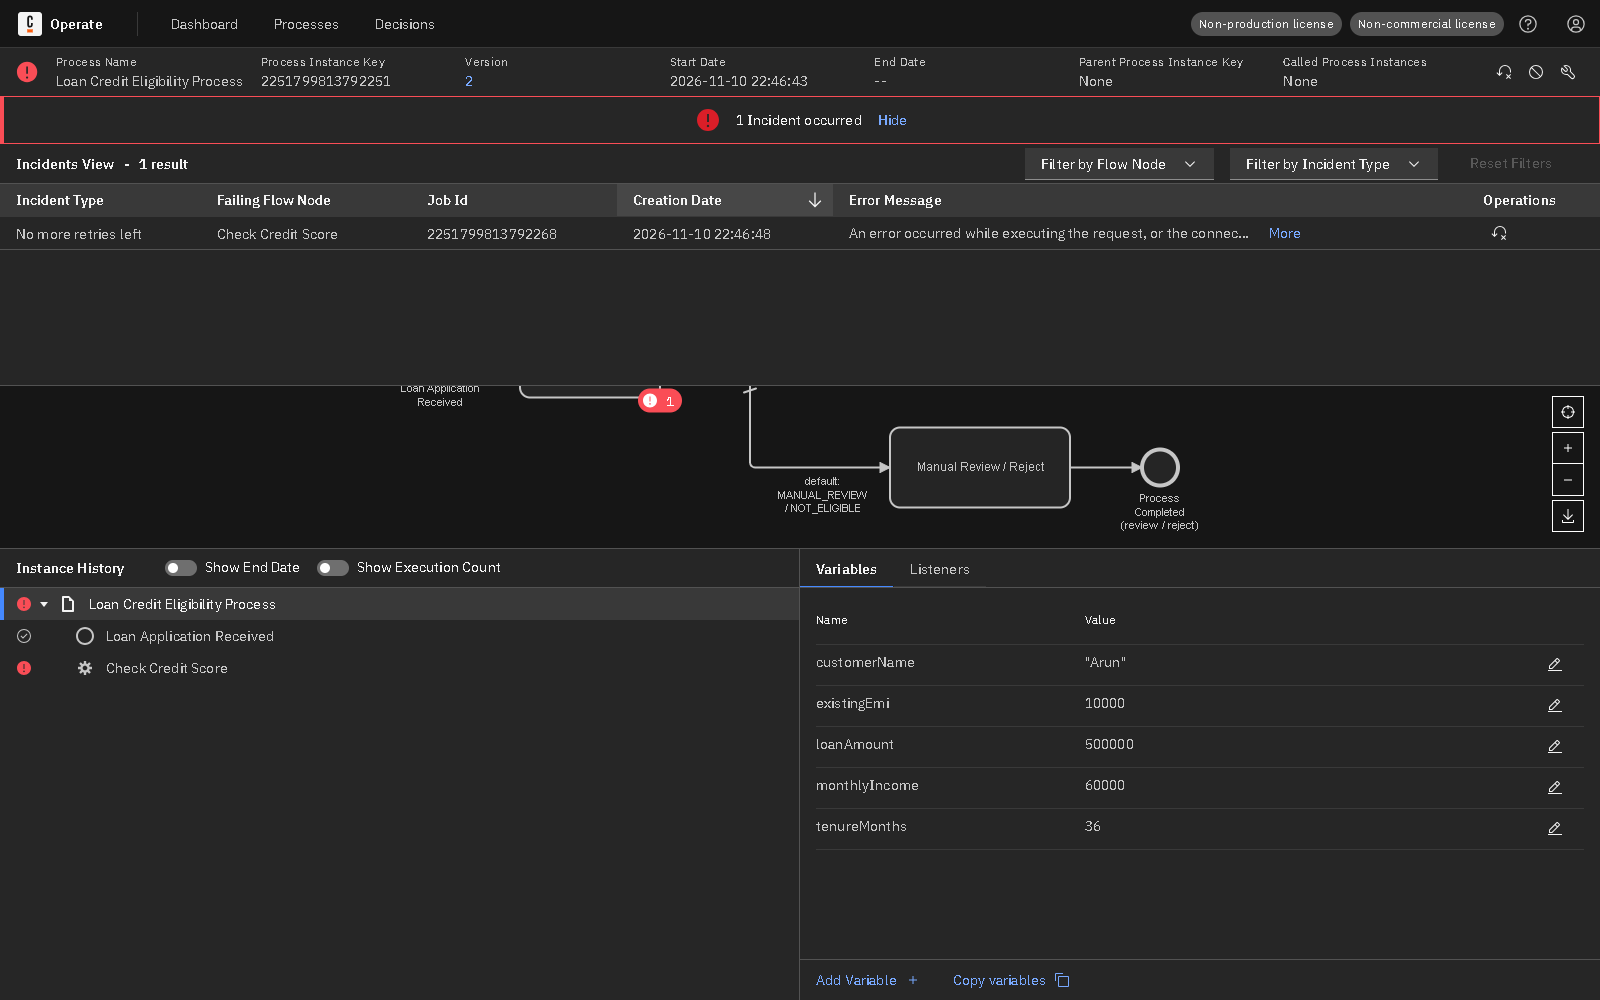 Operate
Dashboard
Processes
Decisions
Non-production license
Non-commercial license
Process Name
Process Instance Key
Version
Start Date
End Date
Parent Process Instance Key
Called Process Instances
Loan Credit Eligibility Process
2251799813792251
2
2026-11-10 22:46:43
--
None
None
1 Incident occurred
Hide
Incidents View - 1 result
Filter by Flow Node
Filter by Incident Type
Reset Filters
Incident Type
Failing Flow Node
Job Id
Creation Date
Error Message
Operations
No more retries left
Check Credit Score
2251799813792268
2026-11-10 22:46:48
An error occurred while executing the request, or the connec...
More
Loan Application
Received
1
Manual Review / Reject
default:
MANUAL_REVIEW
/ NOT_ELIGIBLE
Process
Completed
(review / reject)
Instance History
Show End Date
Show Execution Count
Loan Credit Eligibility Process
Loan Application Received
Check Credit Score
Variables
Listeners
Name
Value
customerName
"Arun"
existingEmi
10000
loanAmount
500000
monthlyIncome
60000
tenureMonths
36
Add Variable +
Copy variables